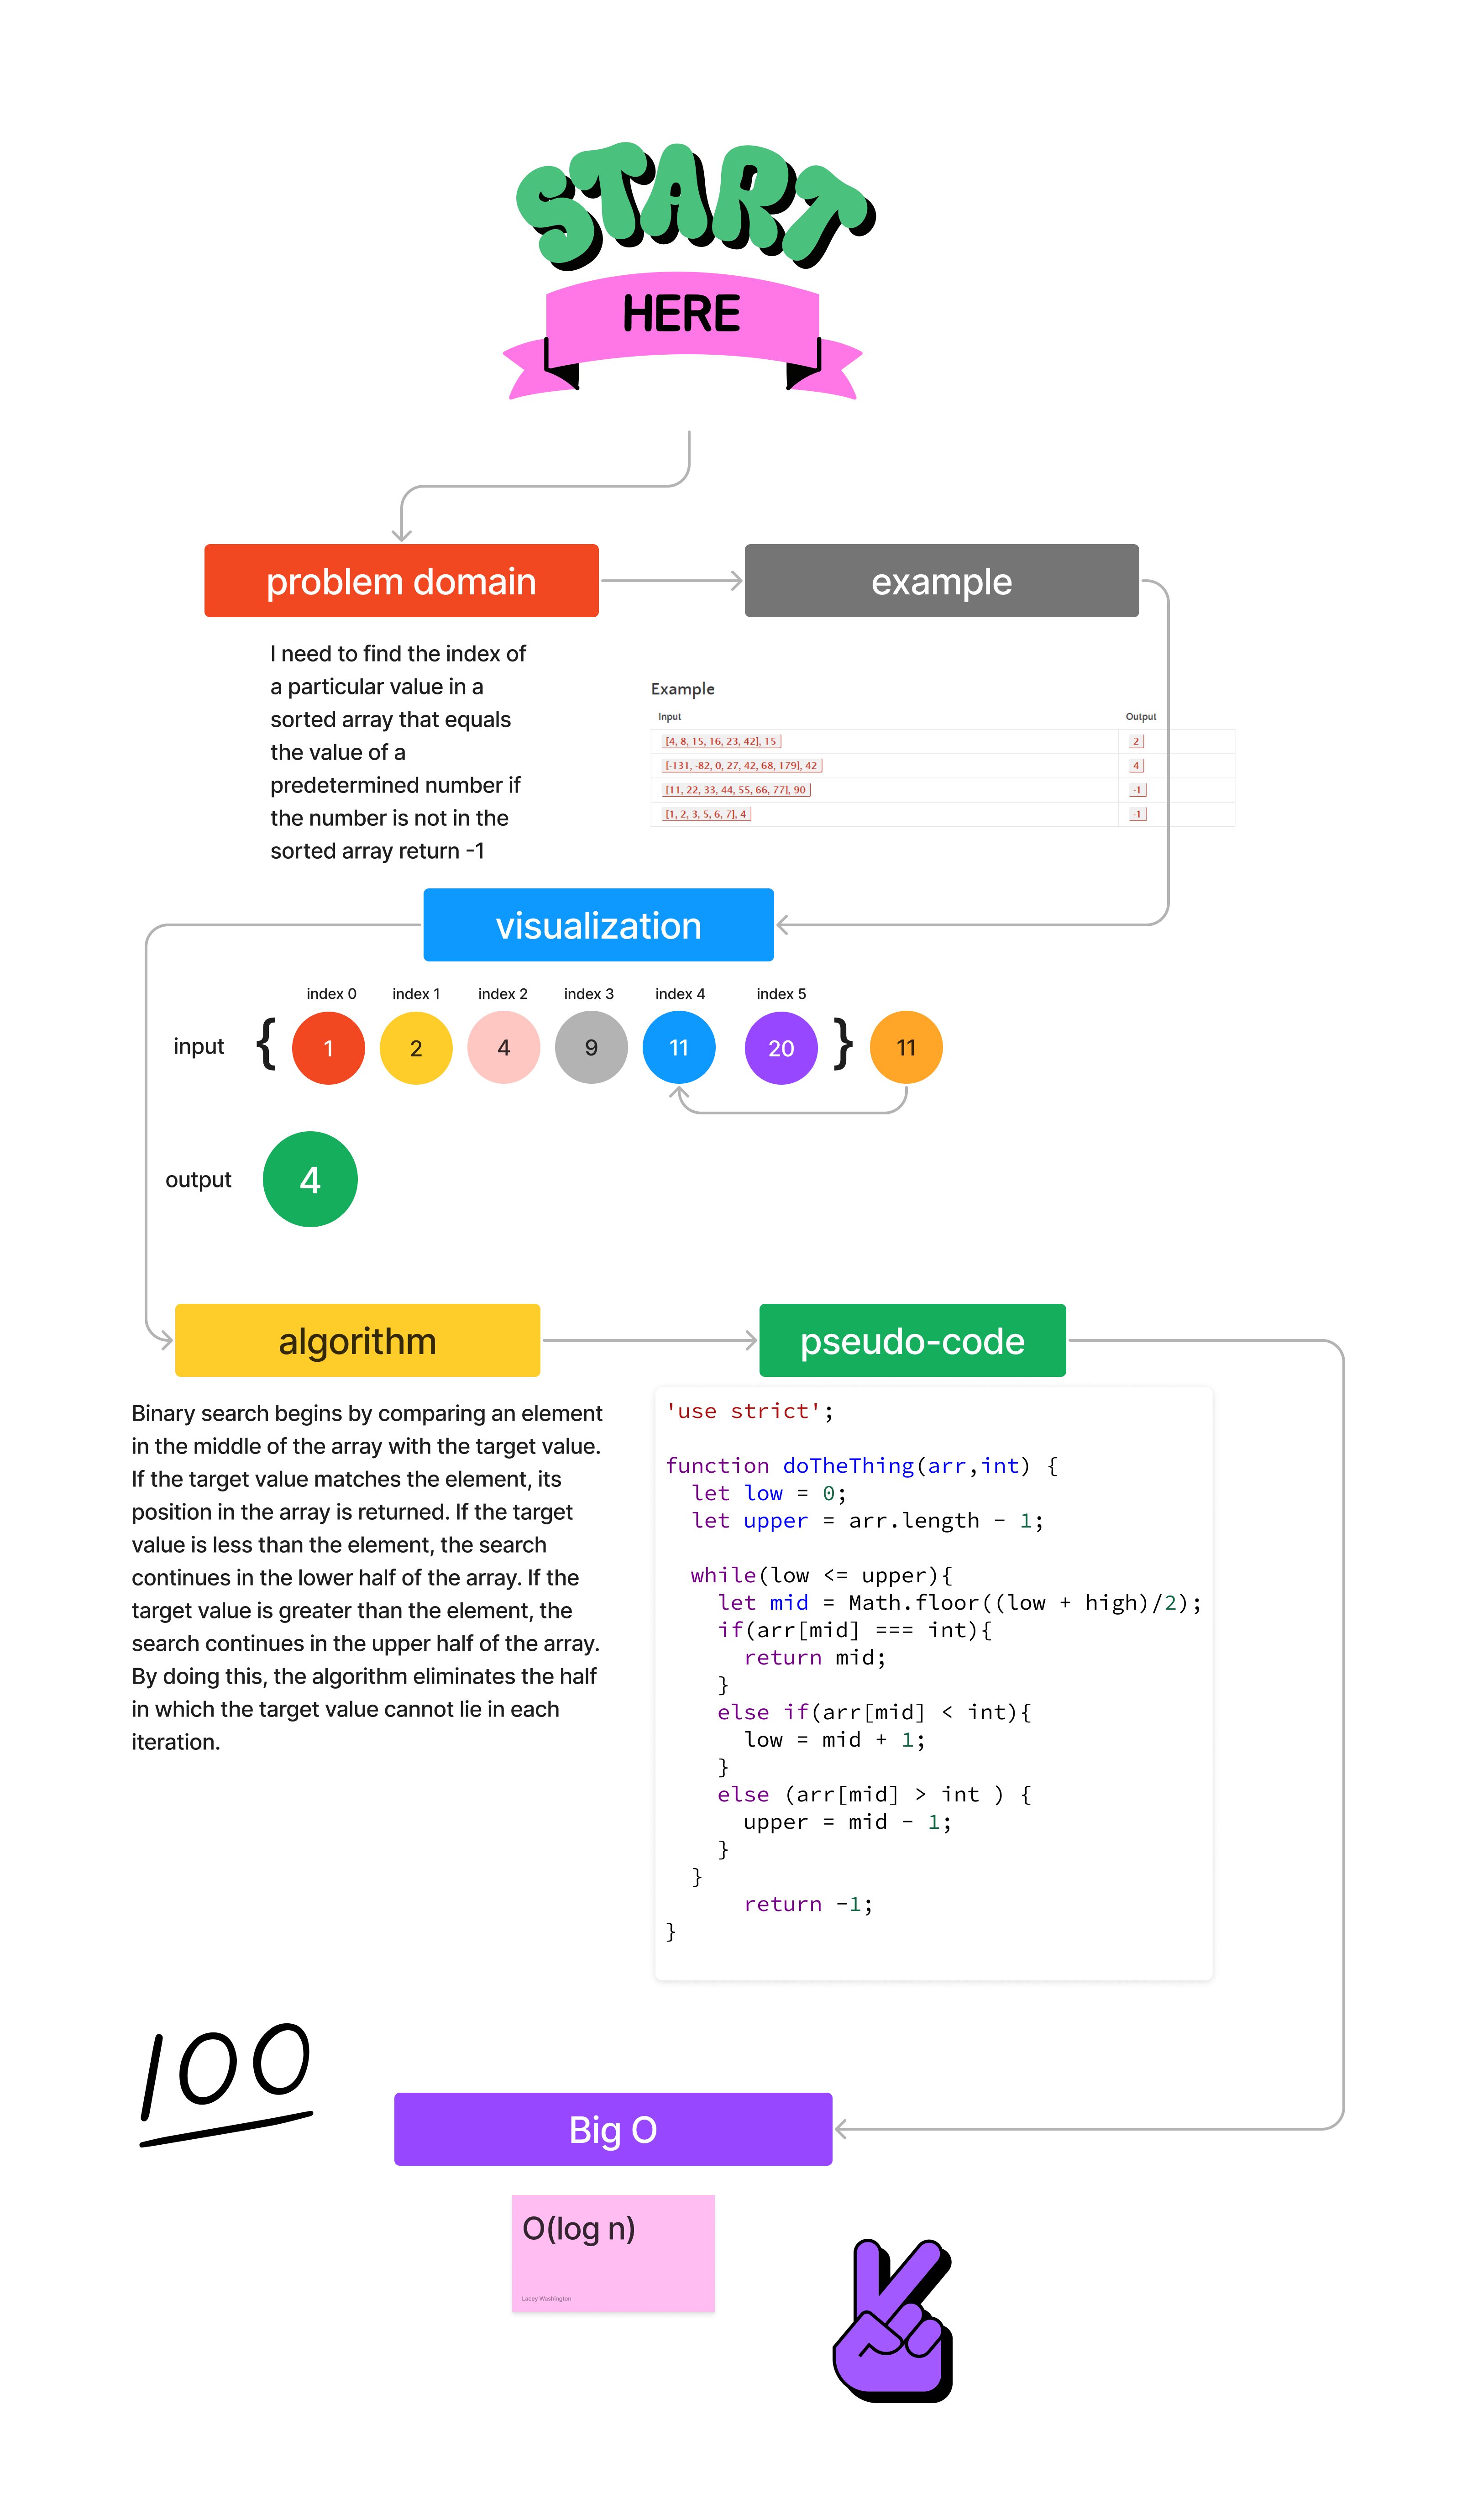 START
HERE
problem domain
example
I need to find the index of
a particular value in a
sorted array that equals
the value of a
predetermined number if
the number is not in the
sorted array return -1
Example
Input Output
[4, 8, 15, 16, 23, 42], 15 2
[-131, -82, 0, 27, 42, 68, 179], 42 4
[11, 22, 33, 44, 55, 66, 77], 90 -1
[1, 2, 3, 5, 6, 7], 4 -1
visualization
index 0 index 1 index 2 index 3 index 4 index 5
input { 1 2 4 9 11 20 } 11
output 4
algorithm
pseudo-code
Binary search begins by comparing an element
in the middle of the array with the target value.
If the target value matches the element, its
position in the array is returned. If the target
value is less than the element, the search
continues in the lower half of the array. If the
target value is greater than the element, the
search continues in the upper half of the array.
By doing this, the algorithm eliminates the half
in which the target value cannot lie in each
iteration.
'use strict';
function doTheThing(arr,int) {
let low = 0;
let upper = arr.length - 1;
while(low <= upper){
let mid = Math.floor((low + high)/2);
if(arr[mid] === int){
return mid;
}
else if(arr[mid] < int){
low = mid + 1;
}
else (arr[mid] > int ) {
upper = mid - 1;
}
}
return -1;
}
100
Big O
O(log n)
Lacey Washington